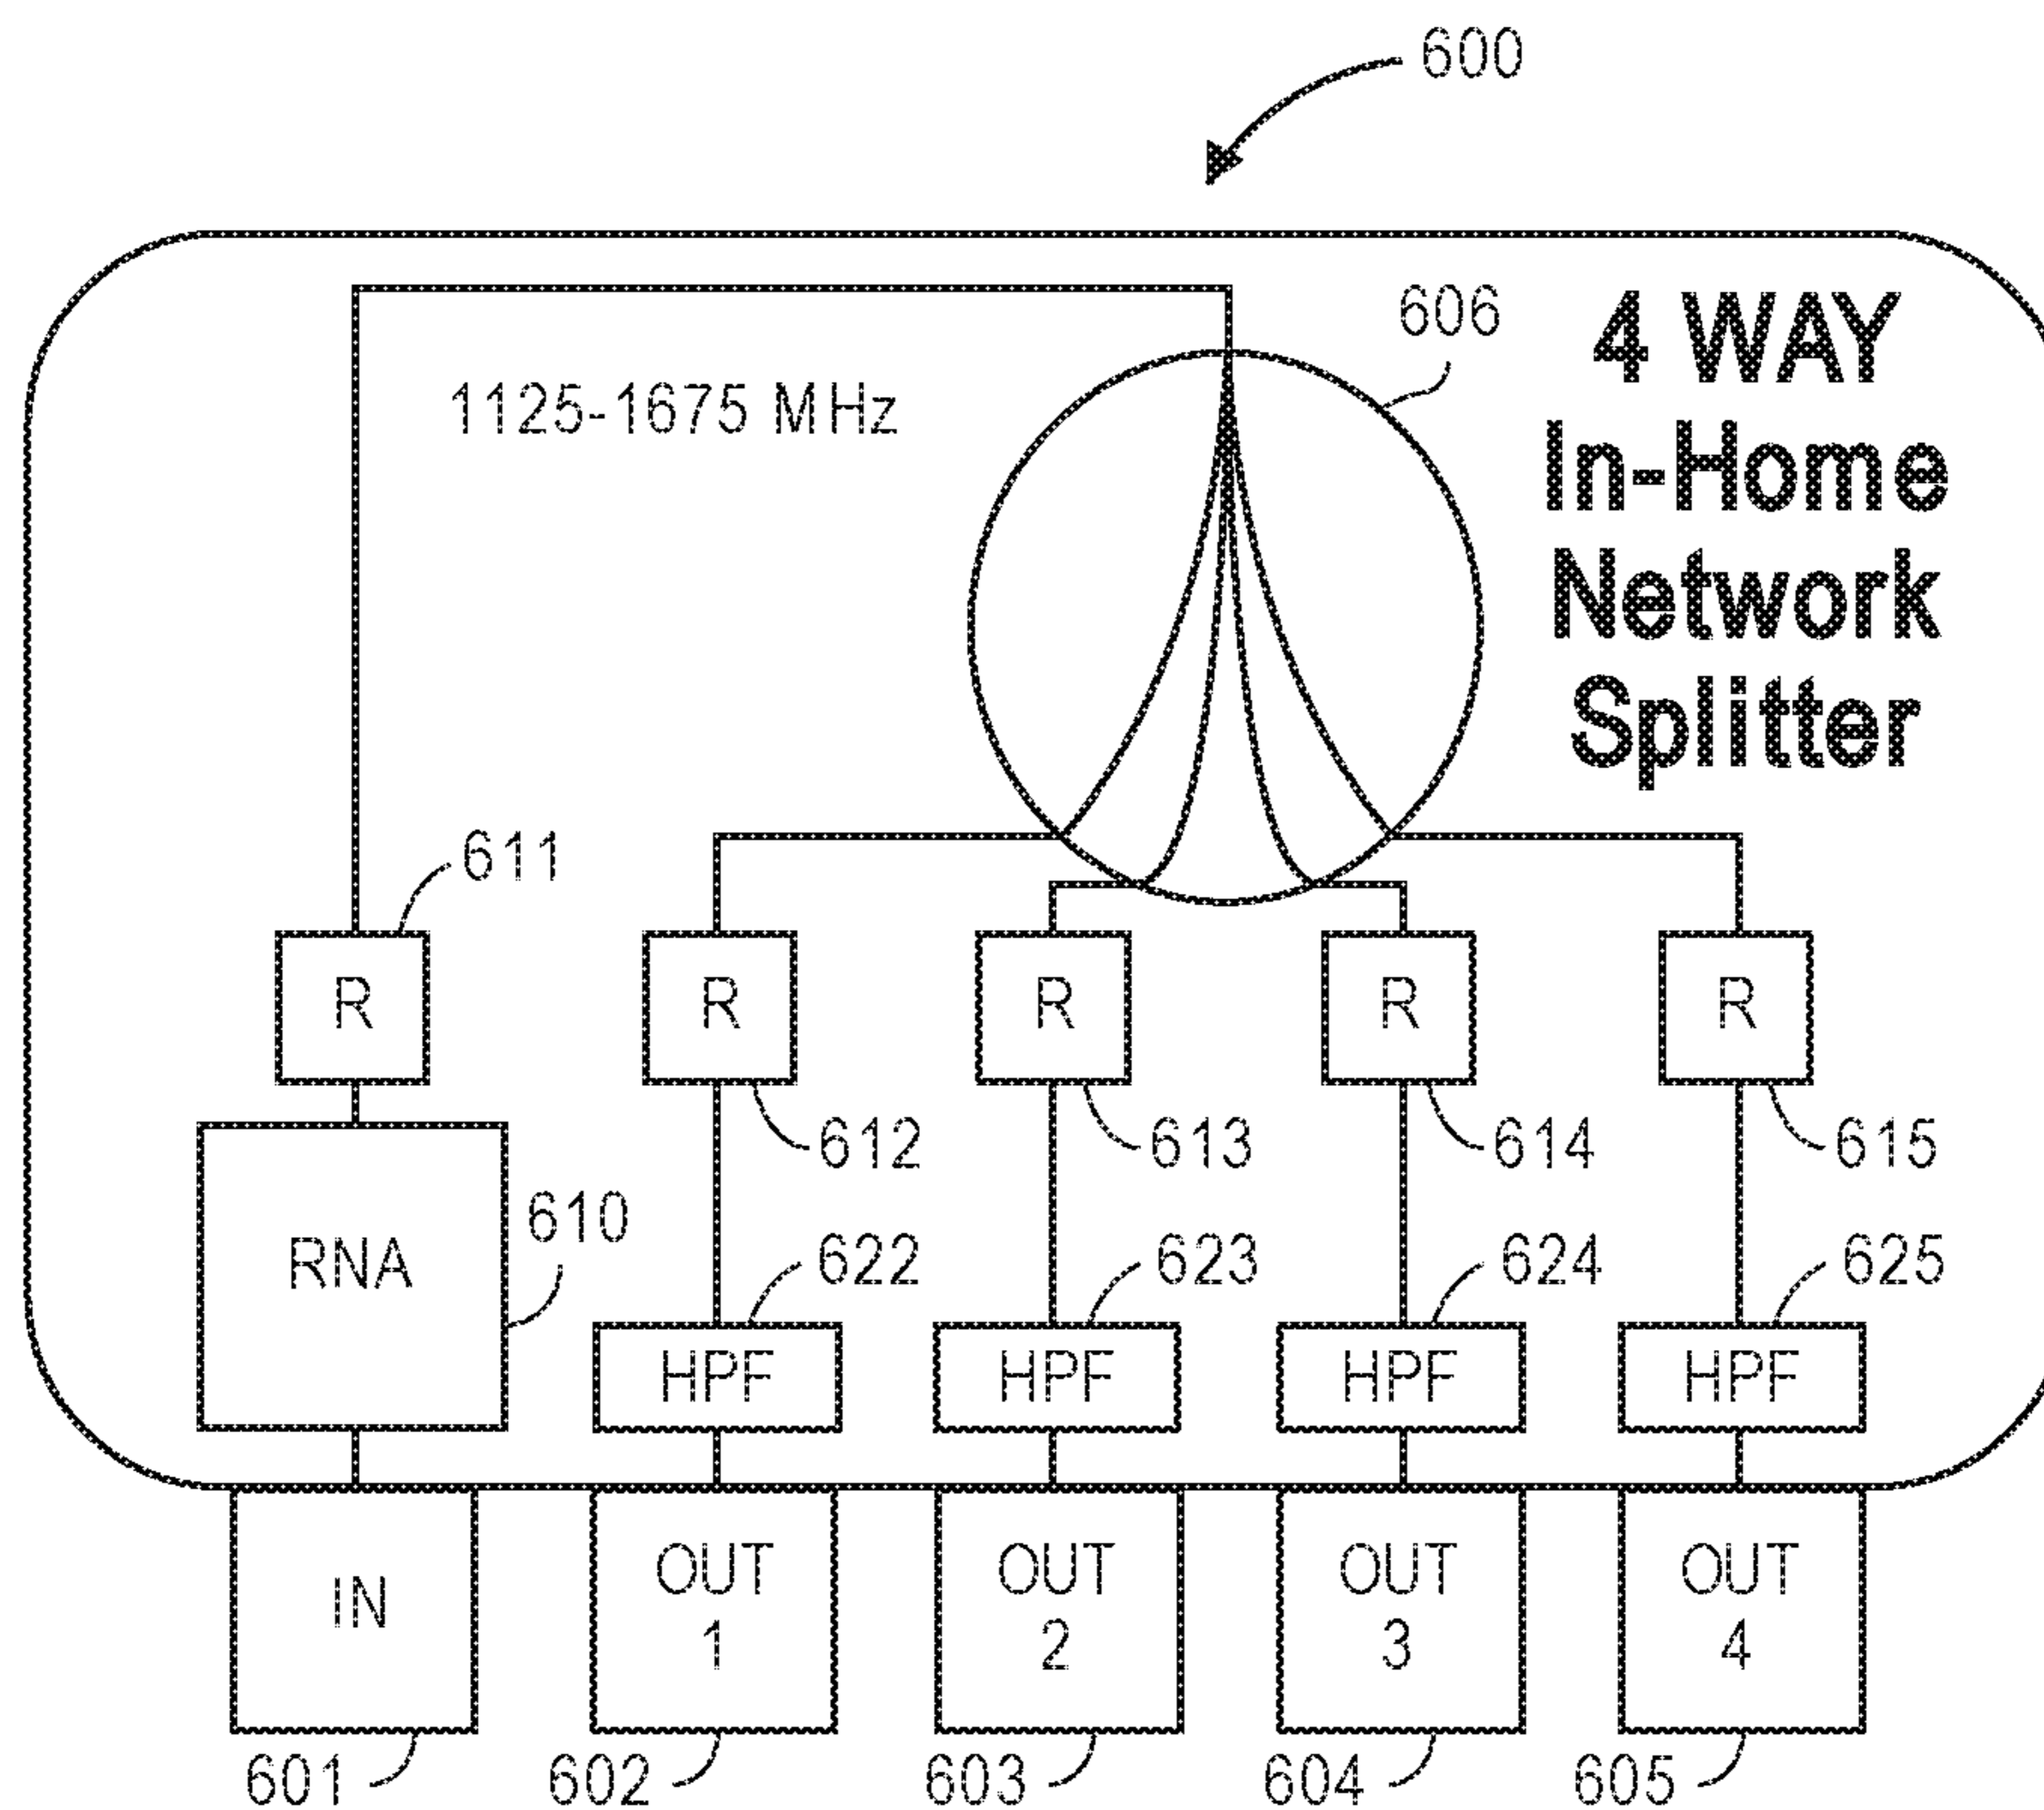 600
606
4 WAY
In-Home
Network
Splitter
1125-1675 MHz
611
R
R
R
R
R
612
613
614
615
RNA
610
622
623
624
625
HPF
HPF
HPF
HPF
IN
OUT
1
OUT
2
OUT
3
OUT
4
601
602
603
604
605